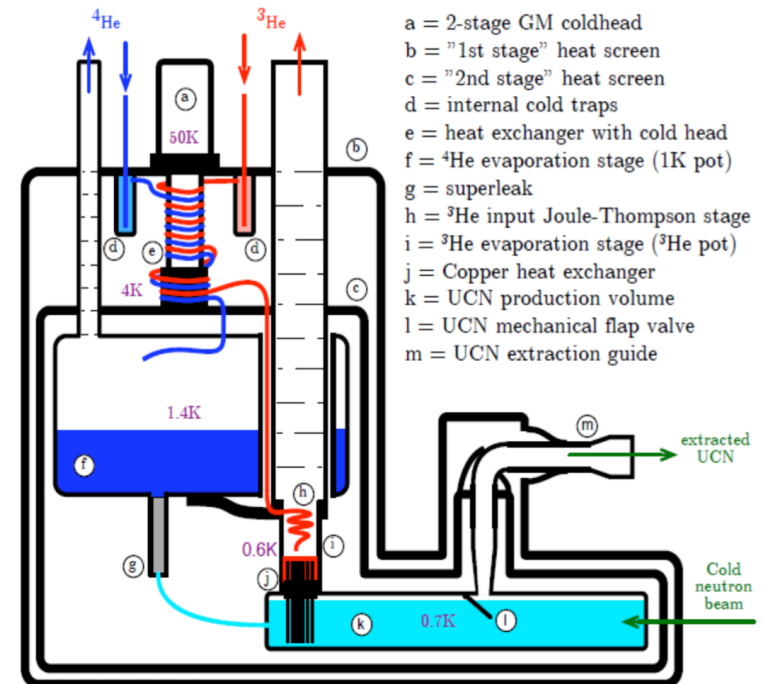 ⁴He
³He
a = 2-stage GM coldhead
b = ”1st stage” heat screen
c = ”2nd stage” heat screen
d = internal cold traps
e = heat exchanger with cold head
f = ⁴He evaporation stage (1K pot)
g = superleak
h = ³He input Joule-Thompson stage
i = ³He evaporation stage (³He pot)
j = Copper heat exchanger
k = UCN production volume
l = UCN mechanical flap valve
m = UCN extraction guide
a
50K
b
d
e
d
4K
c
1.4K
m
extracted
UCN
f
h
0.6K
i
g
j
Cold
neutron
beam
k
0.7K
l